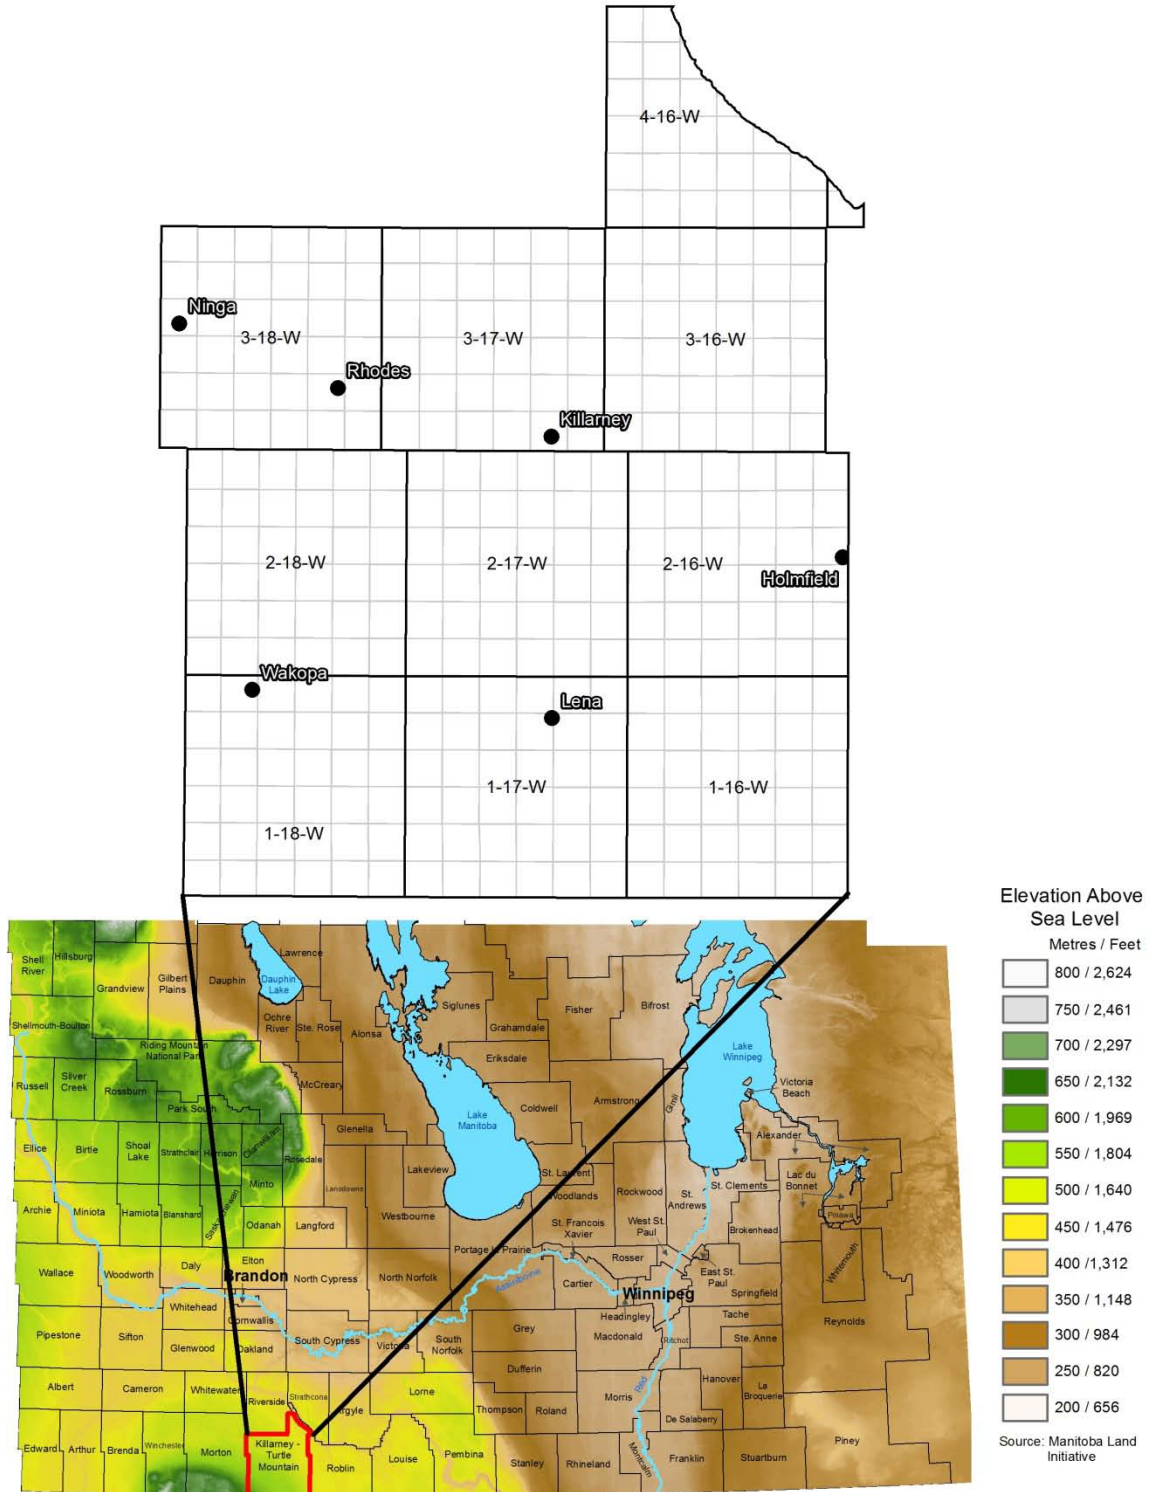 4-16-W
Ninga
3-18-W
3-17-W
3-16-W
Rhodes
Killarney
2-18-W
2-17-W
2-16-W
Holmfield
Wakopa
Lena
1-17-W
1-16-W
1-18-W
Elevation Above
Sea Level
Metres / Feet
800 / 2,624
750 / 2,461
700 / 2,297
650 / 2,132
600 / 1,969
550 / 1,804
500 / 1,640
450 / 1,476
400 /1,312
350 / 1,148
300 / 984
250 / 820
200 / 656
Source: Manitoba Land
Initiative
Shell
River
Hillsburg
Grandview
Gilbert
Plains
Dauphin
Lawrence
Dauphin
Lake
Ochre
River
Ste. Rose
Alonsa
Siglunes
Grahamdale
Fisher
Bifrost
Eriksdale
Lake
Winnipeg
Shellmouth-Boulton
Riding Mountain
National Park
Russell
Silver
Creek
Rossburn
Park South
McCreary
Lake
Manitoba
Coldwell
Armstrong
Gimli
Victoria
Beach
Alexander
Ellice
Birtle
Shoal
Lake
Strathclair
Harrison
Clanwilliam
Rosedale
Glenella
Lakeview
St. Laurent
Woodlands
Rockwood
St.
Andrews
St. Clements
Lac du
Bonnet
Pinawa
Archie
Miniota
Hamiota
Blanshard
Saskatchewan
Minto
Odanah
Langford
Lansdowne
Westbourne
St. Francois
Xavier
West St.
Paul
Brokenhead
Whitemouth
Wallace
Woodworth
Daly
Elton
Brandon
North Cypress
North Norfolk
Portage la Prairie
Rosser
Cartier
Assiniboine
East St.
Paul
Springfield
Winnipeg
Headingley
Whitehead
Cornwallis
Pipestone
Sifton
Glenwood
Oakland
South Cypress
Victoria
South
Norfolk
Grey
Macdonald
Ritchot
Tache
Ste. Anne
Reynolds
Dufferin
Albert
Cameron
Whitewater
Riverside
Strathcona
Argyle
Lorne
Thompson
Roland
Morris
Red
Hanover
La
Broquerie
De Salaberry
Edward
Arthur
Brenda
Winchester
Morton
Killarney -
Turtle
Mountain
Roblin
Louise
Pembina
Stanley
Rhineland
Montcalm
Franklin
Stuartburn
Piney